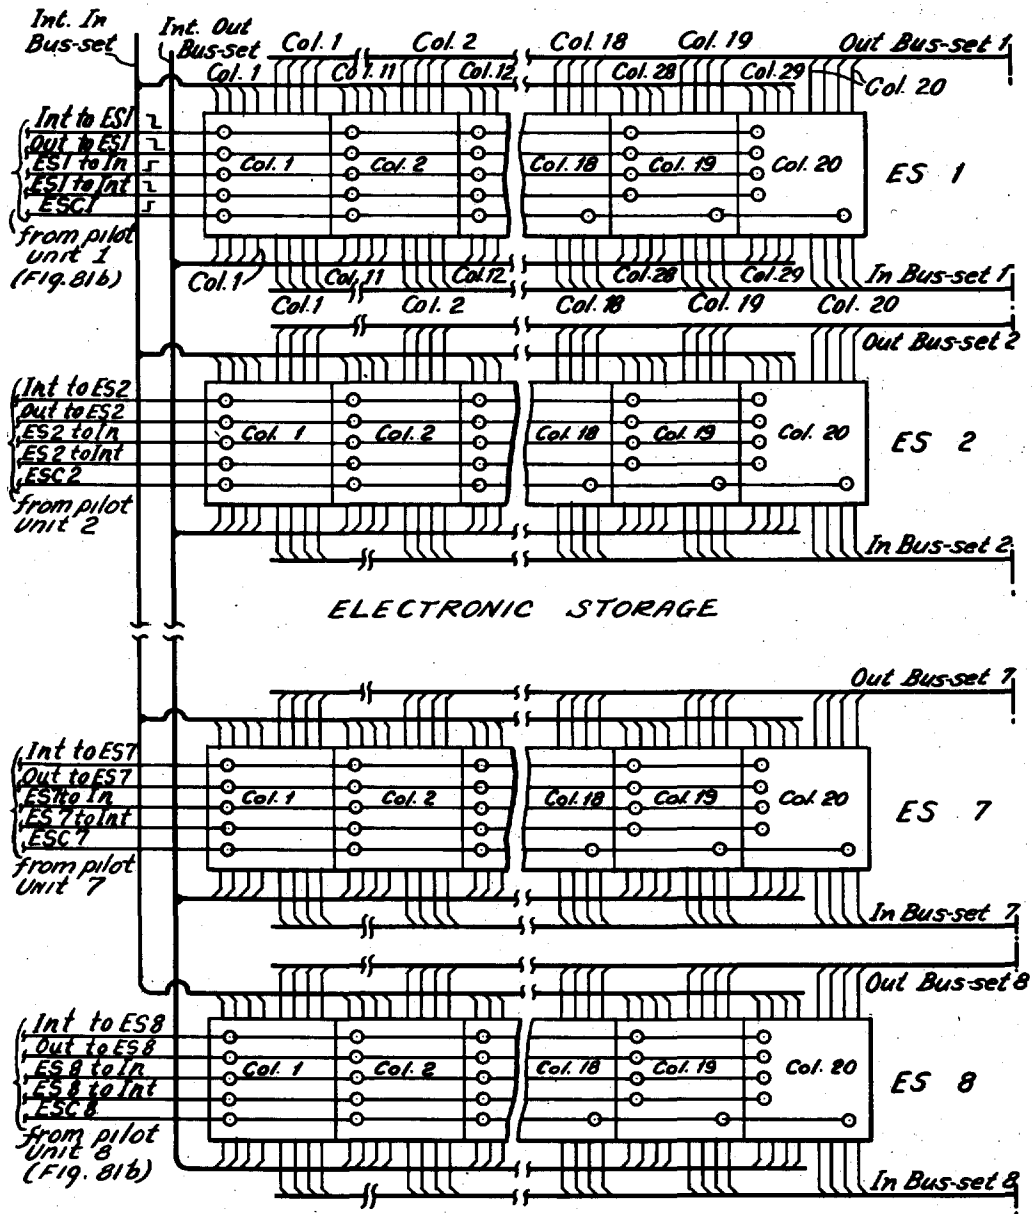 Int. In
Bus-set
Int. Out
Bus-set
Col. 1 Col. 2 Col. 18 Col. 19 Out Bus-set 1
Col. 1 Col. 11 Col. 12 Col. 28 Col. 29 Col. 20
Int to ES1
Out to ES1
ES1 to In
ES1 to Int
ESC1
from pilot
unit 1
(Fig. 81b)
Col. 1 Col. 2 Col. 18 Col. 19 Col. 20
ES 1
Col. 1 Col. 11 Col. 12 Col. 28 Col. 29 In Bus-set 1
Col. 1 Col. 2 Col. 18 Col. 19 Col. 20
Out Bus-set 2
Int to ES2
Out to ES2
ES2 to In
ES2 to Int
ESC2
from pilot
unit 2
Col. 1 Col. 2 Col. 18 Col. 19 Col. 20
ES 2
In Bus-set 2
ELECTRONIC STORAGE
Out Bus-set 7
Int to ES7
Out to ES7
ES7 to In
ES7 to Int
ESC7
from pilot
Unit 7
Col. 1 Col. 2 Col. 18 Col. 19 Col. 20
ES 7
In Bus-set 7
Out Bus-set 8
Int to ES8
Out to ES8
ES8 to In
ES8 to Int
ESC8
from pilot
Unit 8
(Fig. 81b)
Col. 1 Col. 2 Col. 18 Col. 19 Col. 20
ES 8
In Bus-set 8